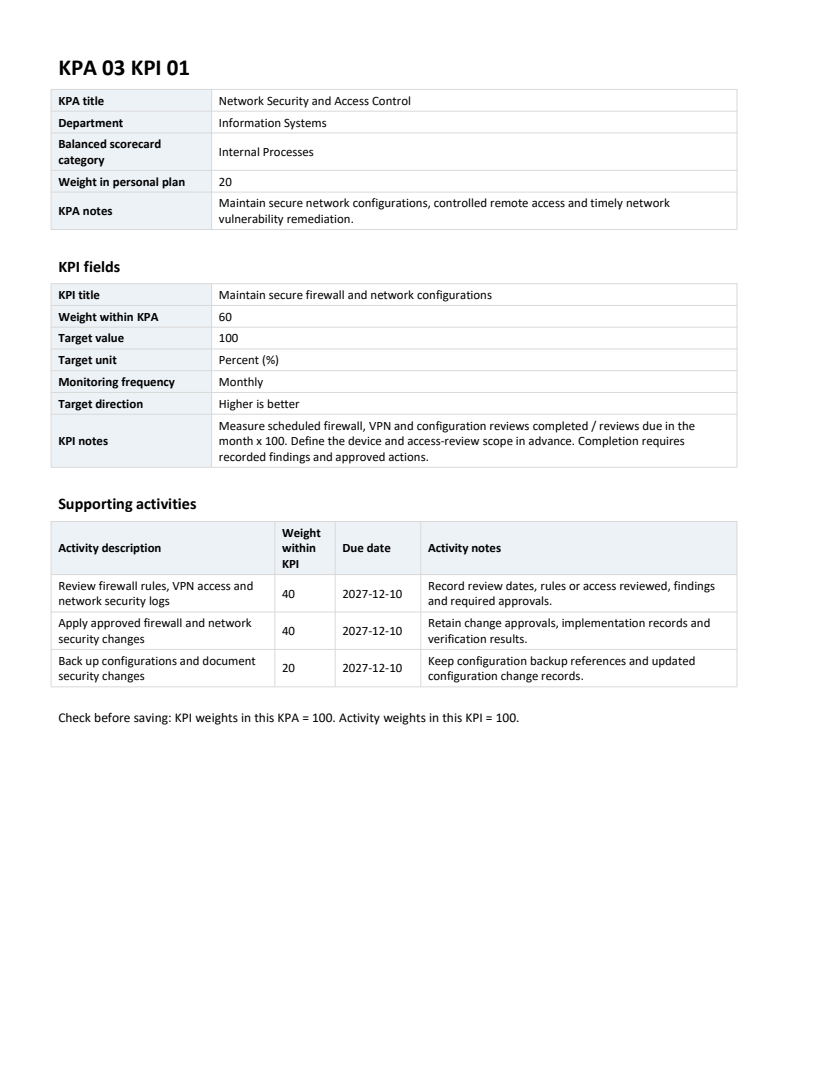 KPA 03 KPI 01
KPA title
Network Security and Access Control
Department
Information Systems
Balanced scorecard
category
Internal Processes
Weight in personal plan
20
KPA notes
Maintain secure network configurations, controlled remote access and timely network
vulnerability remediation.
KPI fields
KPI title
Maintain secure firewall and network configurations
Weight within KPA
60
Target value
100
Target unit
Percent (%)
Monitoring frequency
Monthly
Target direction
Higher is better
KPI notes
Measure scheduled firewall, VPN and configuration reviews completed / reviews due in the
month x 100. Define the device and access-review scope in advance. Completion requires
recorded findings and approved actions.
Supporting activities
Activity description
Weight
within
KPI
Due date
Activity notes
Review firewall rules, VPN access and
network security logs
40
2027-12-10
Record review dates, rules or access reviewed, findings
and required approvals.
Apply approved firewall and network
security changes
40
2027-12-10
Retain change approvals, implementation records and
verification results.
Back up configurations and document
security changes
20
2027-12-10
Keep configuration backup references and updated
configuration change records.
Check before saving: KPI weights in this KPA = 100. Activity weights in this KPI = 100.